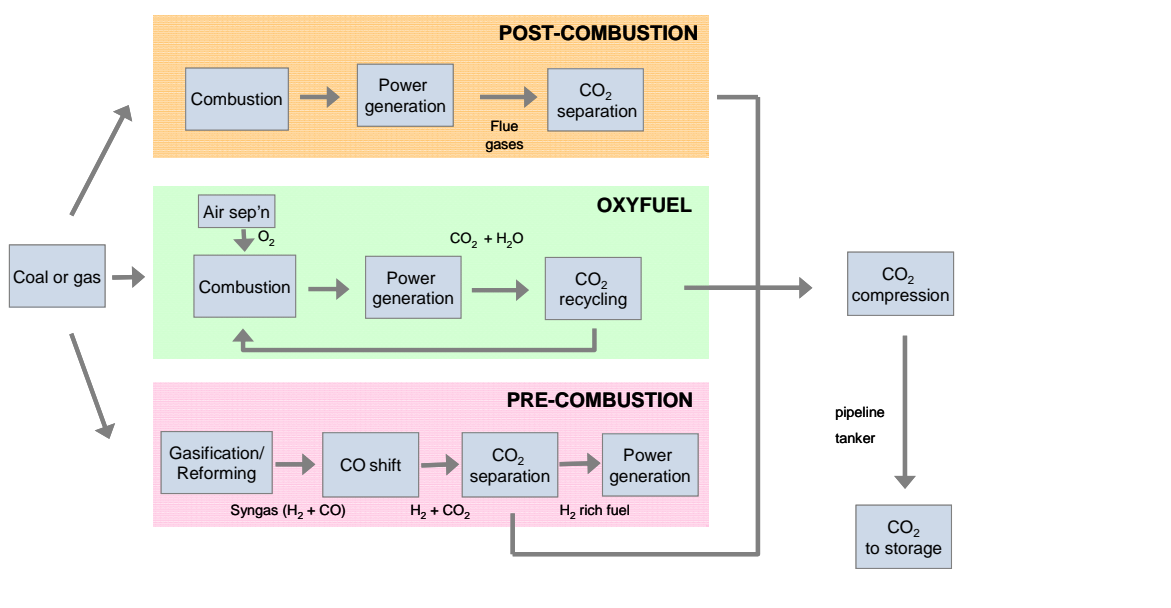 POST-COMBUSTION
Combustion
Power
generation
Flue
gases
CO₂
separation
Coal or gas
OXYFUEL
Air sep’n
O₂
Combustion
Power
generation
CO₂ + H₂O
CO₂
recycling
PRE-COMBUSTION
Gasification/
Reforming
Syngas (H₂ + CO)
CO shift
H₂ + CO₂
CO₂
separation
H₂ rich fuel
Power
generation
CO₂
compression
pipeline
tanker
CO₂
to storage